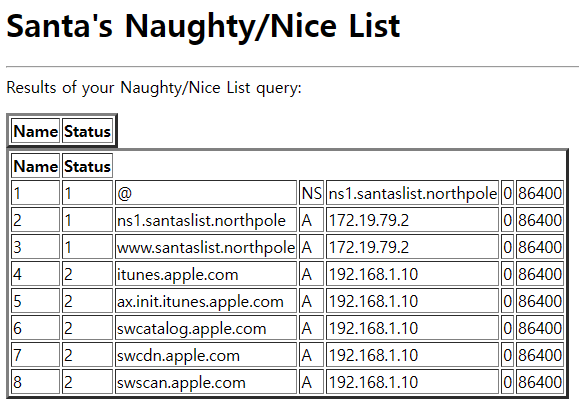 Santa's Naughty/Nice List
Results of your Naughty/Nice List query:
Name Status
Name Status
1 1 @ NS ns1.santaslist.northpole 0 86400
2 1 ns1.santaslist.northpole A 172.19.79.2 0 86400
3 1 www.santaslist.northpole A 172.19.79.2 0 86400
4 2 itunes.apple.com A 192.168.1.10 0 86400
5 2 ax.init.itunes.apple.com A 192.168.1.10 0 86400
6 2 swcatalog.apple.com A 192.168.1.10 0 86400
7 2 swcdn.apple.com A 192.168.1.10 0 86400
8 2 swscan.apple.com A 192.168.1.10 0 86400